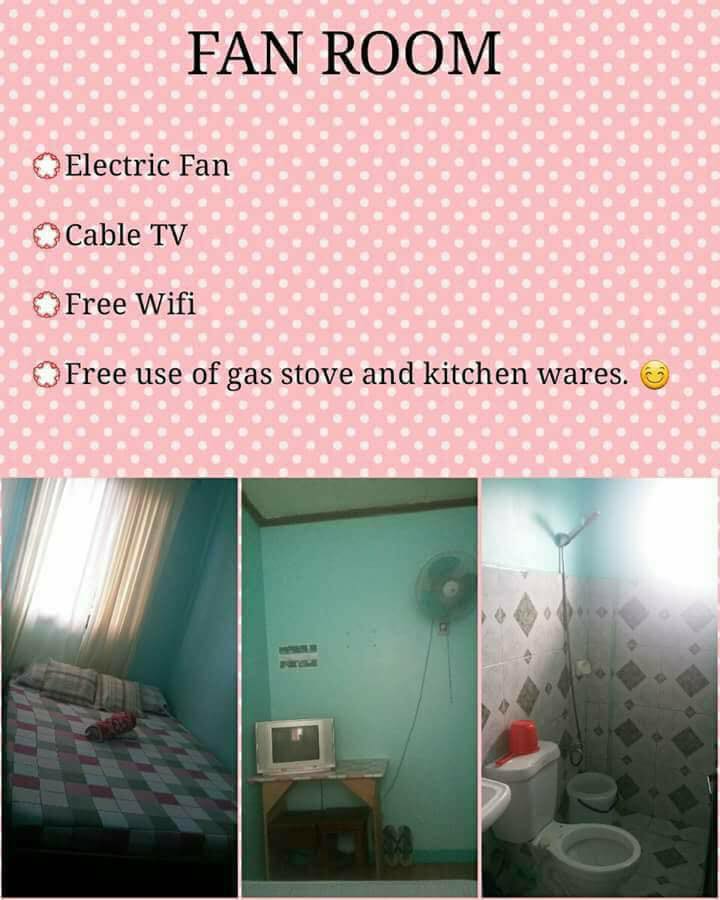 FAN ROOM
Electric Fan
Cable TV
Free Wifi
Free use of gas stove and kitchen wares. 😊